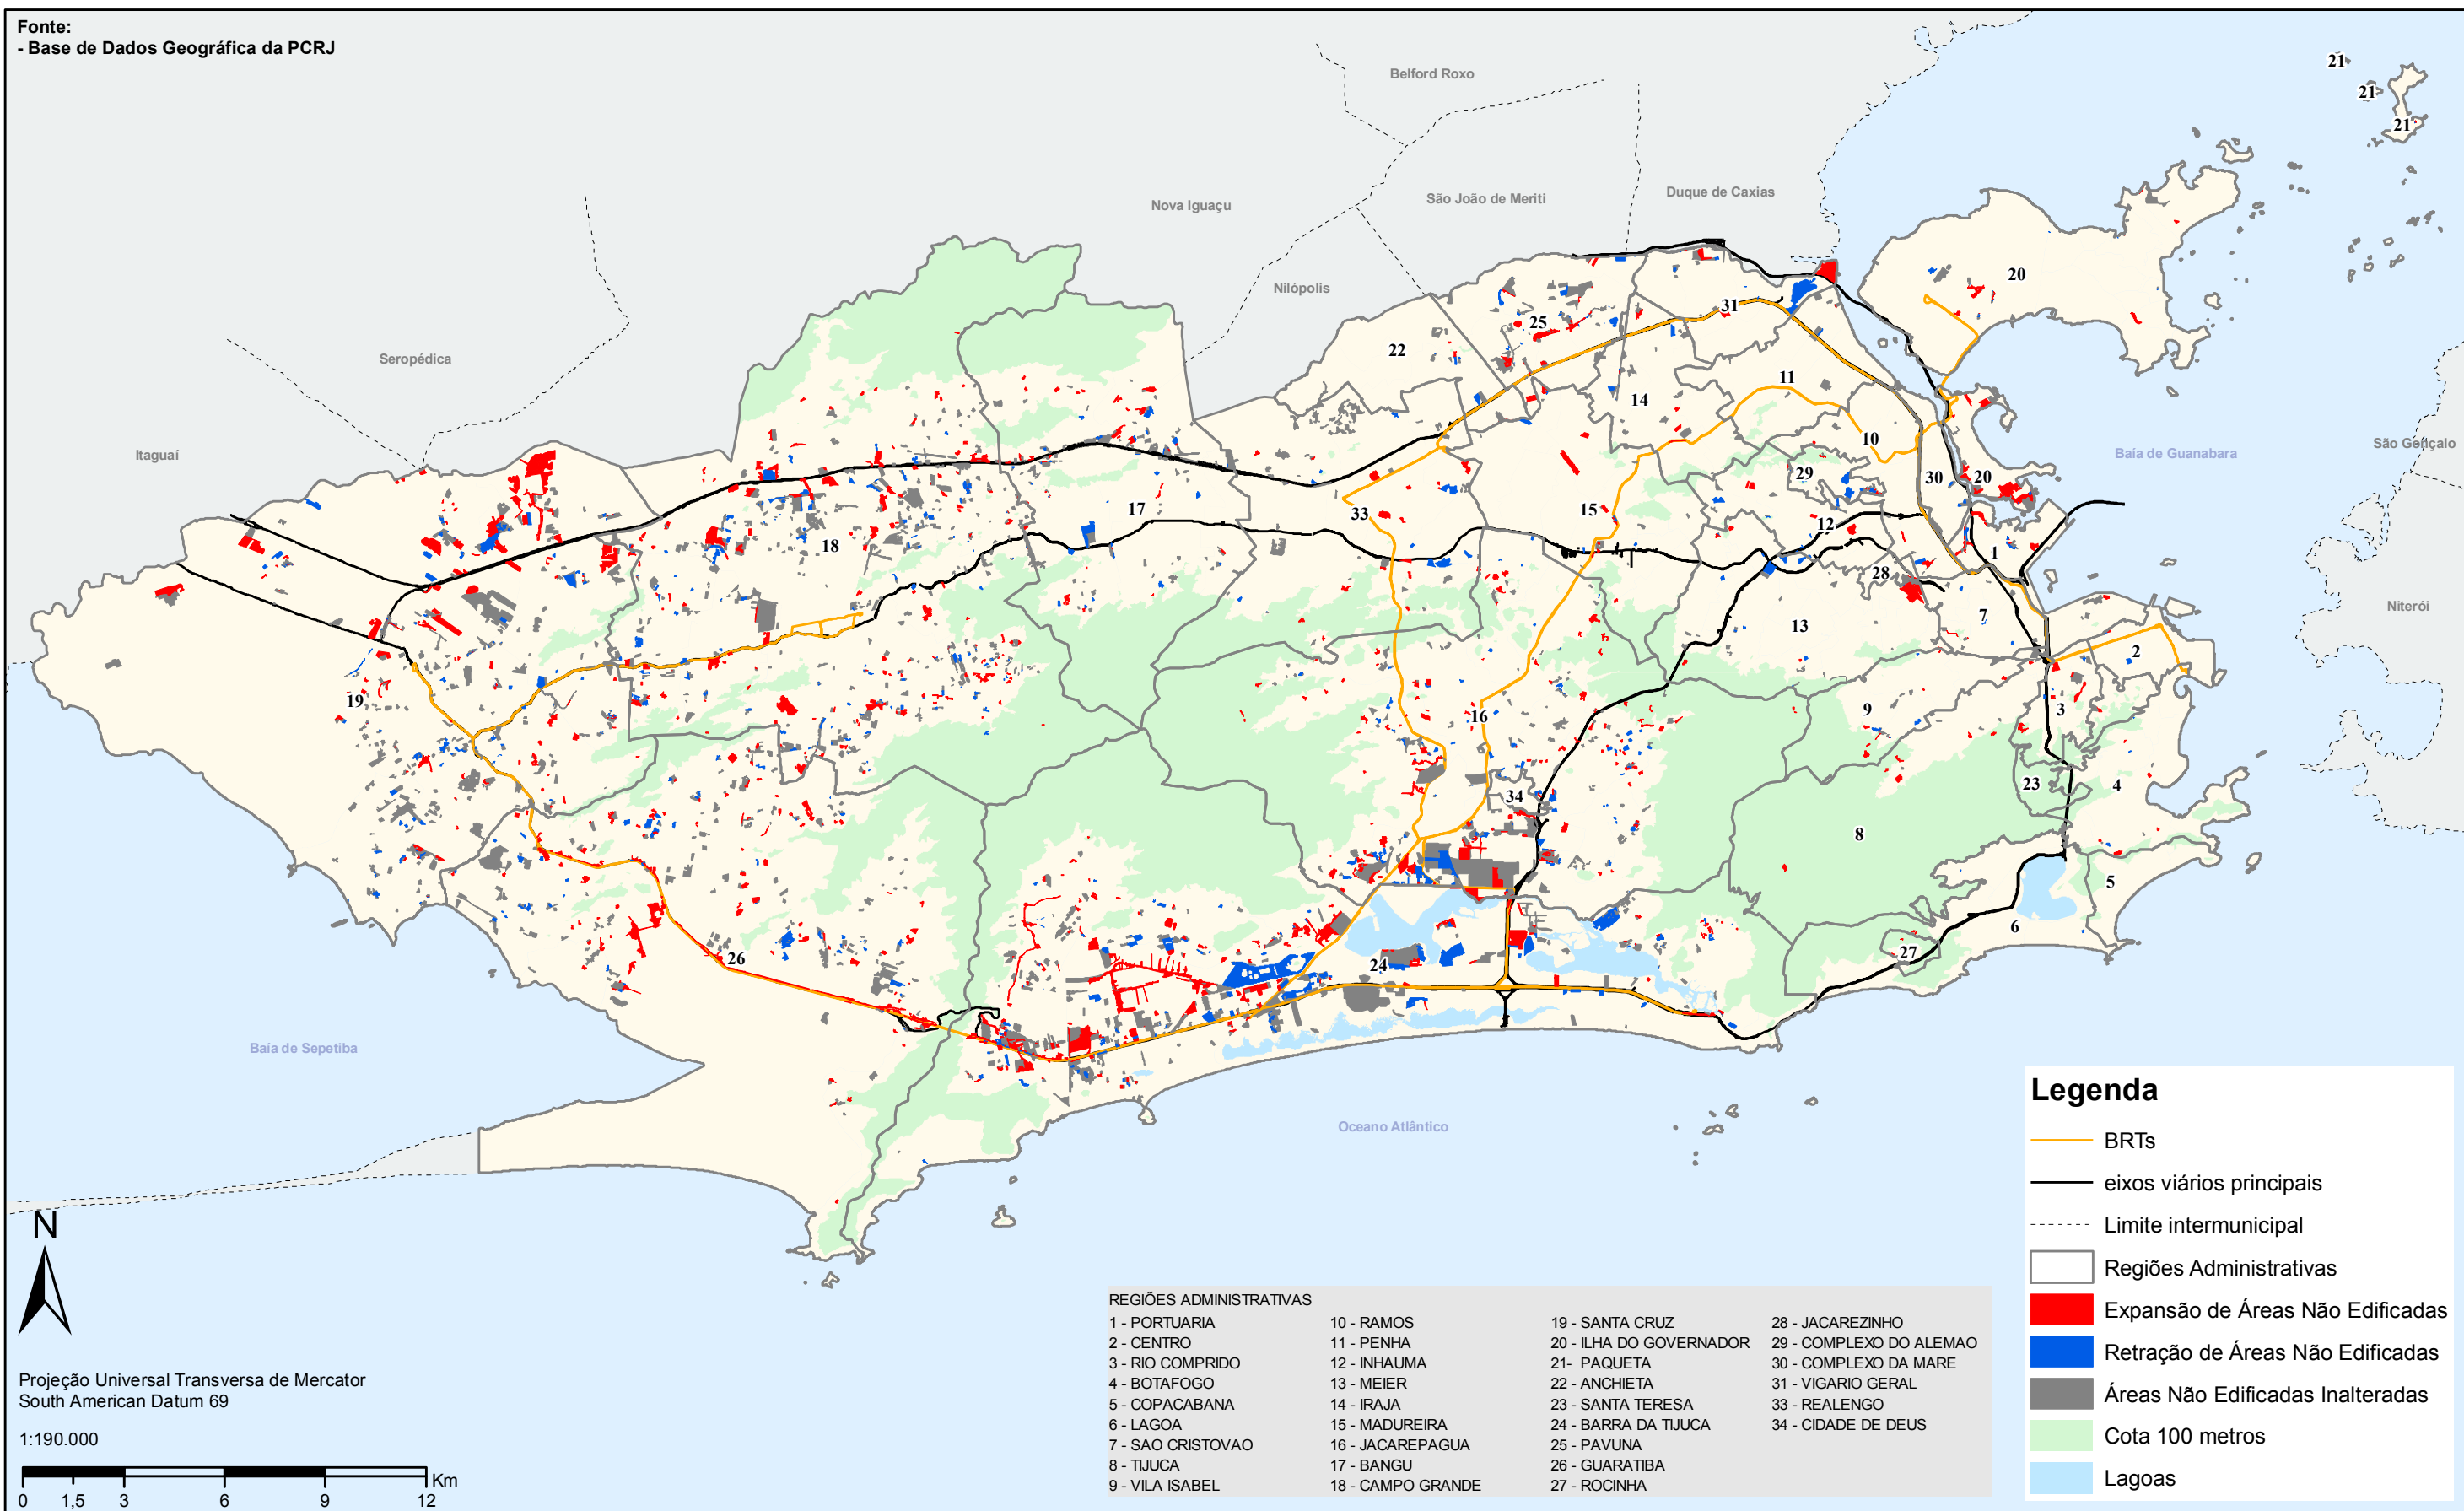 Fonte:
- Base de Dados Geográfica da PCRJ
Belford Roxo
Nova Iguaçu
São João de Meriti
Duque de Caxias
Nilópolis
Seropédica
Itaguaí
São Gonçalo
Baía de Guanabara
Niterói
Baía de Sepetiba
Oceano Atlântico
21
21
21
20
25
31
22
11
14
10
29
30
20
17
33
15
12
18
1
28
7
13
2
19
16
9
3
34
23
4
8
5
26
24
27
6
N
Projeção Universal Transversa de Mercator
South American Datum 69
1:190.000
Km
0 1,5 3 6 9 12
REGIÕES ADMINISTRATIVAS
1 - PORTUARIA
2 - CENTRO
3 - RIO COMPRIDO
4 - BOTAFOGO
5 - COPACABANA
6 - LAGOA
7 - SAO CRISTOVAO
8 - TIJUCA
9 - VILA ISABEL
10 - RAMOS
11 - PENHA
12 - INHAUMA
13 - MEIER
14 - IRAJA
15 - MADUREIRA
16 - JACAREPAGUA
17 - BANGU
18 - CAMPO GRANDE
19 - SANTA CRUZ
20 - ILHA DO GOVERNADOR
21- PAQUETA
22 - ANCHIETA
23 - SANTA TERESA
24 - BARRA DA TIJUCA
25 - PAVUNA
26 - GUARATIBA
27 - ROCINHA
28 - JACAREZINHO
29 - COMPLEXO DO ALEMAO
30 - COMPLEXO DA MARE
31 - VIGARIO GERAL
33 - REALENGO
34 - CIDADE DE DEUS
Legenda
BRTs
eixos viários principais
Limite intermunicipal
Regiões Administrativas
Expansão de Áreas Não Edificadas
Retração de Áreas Não Edificadas
Áreas Não Edificadas Inalteradas
Cota 100 metros
Lagoas